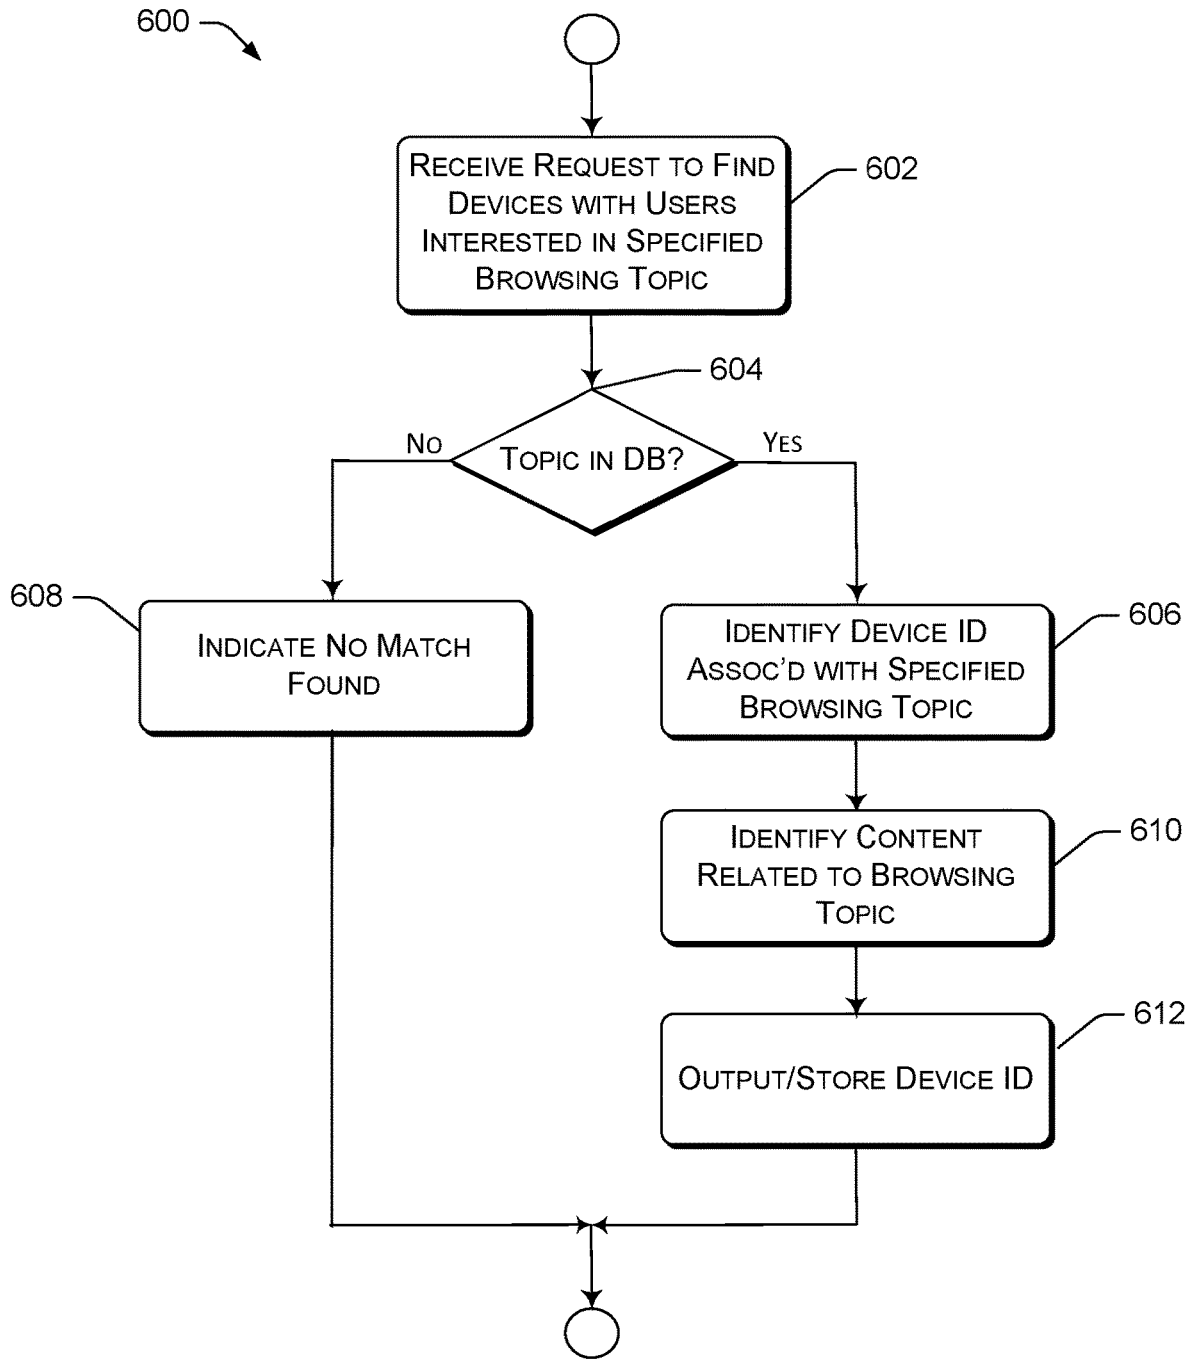 600
RECEIVE REQUEST TO FIND
DEVICES WITH USERS
INTERESTED IN SPECIFIED
BROWSING TOPIC
602
604
NO
TOPIC IN DB?
YES
608
INDICATE NO MATCH
FOUND
IDENTIFY DEVICE ID
ASSOC'D WITH SPECIFIED
BROWSING TOPIC
606
IDENTIFY CONTENT
RELATED TO BROWSING
TOPIC
610
OUTPUT/STORE DEVICE ID
612